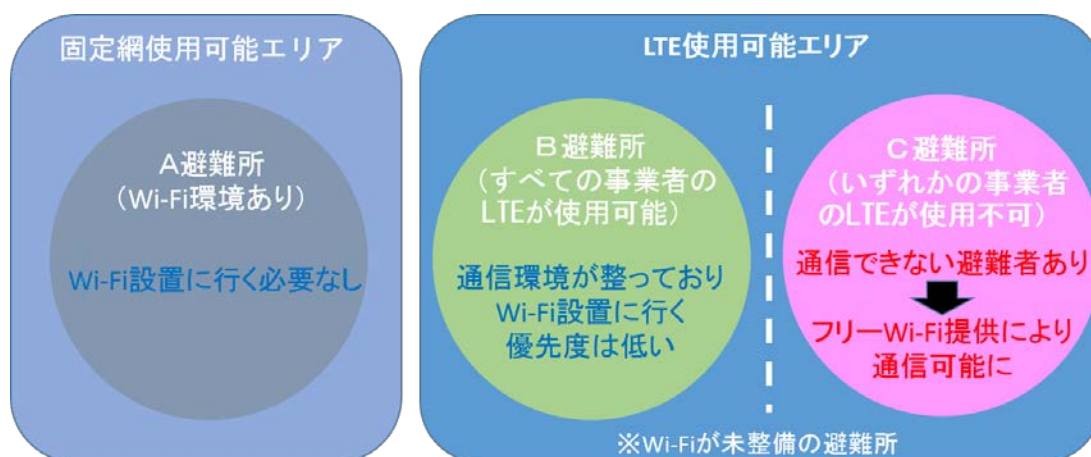 固定網使用可能エリア
A避難所
(Wi-Fi環境あり)
Wi-Fi設置に行く必要なし
LTE使用可能エリア
B避難所
(すべての事業者の
LTEが使用可能)
通信環境が整っており
Wi-Fi設置に行く
優先度は低い
C避難所
(いずれかの事業者
のLTEが使用不可)
通信できない避難者あり
フリーWi-Fi提供により
通信可能に
※Wi-Fiが未整備の避難所